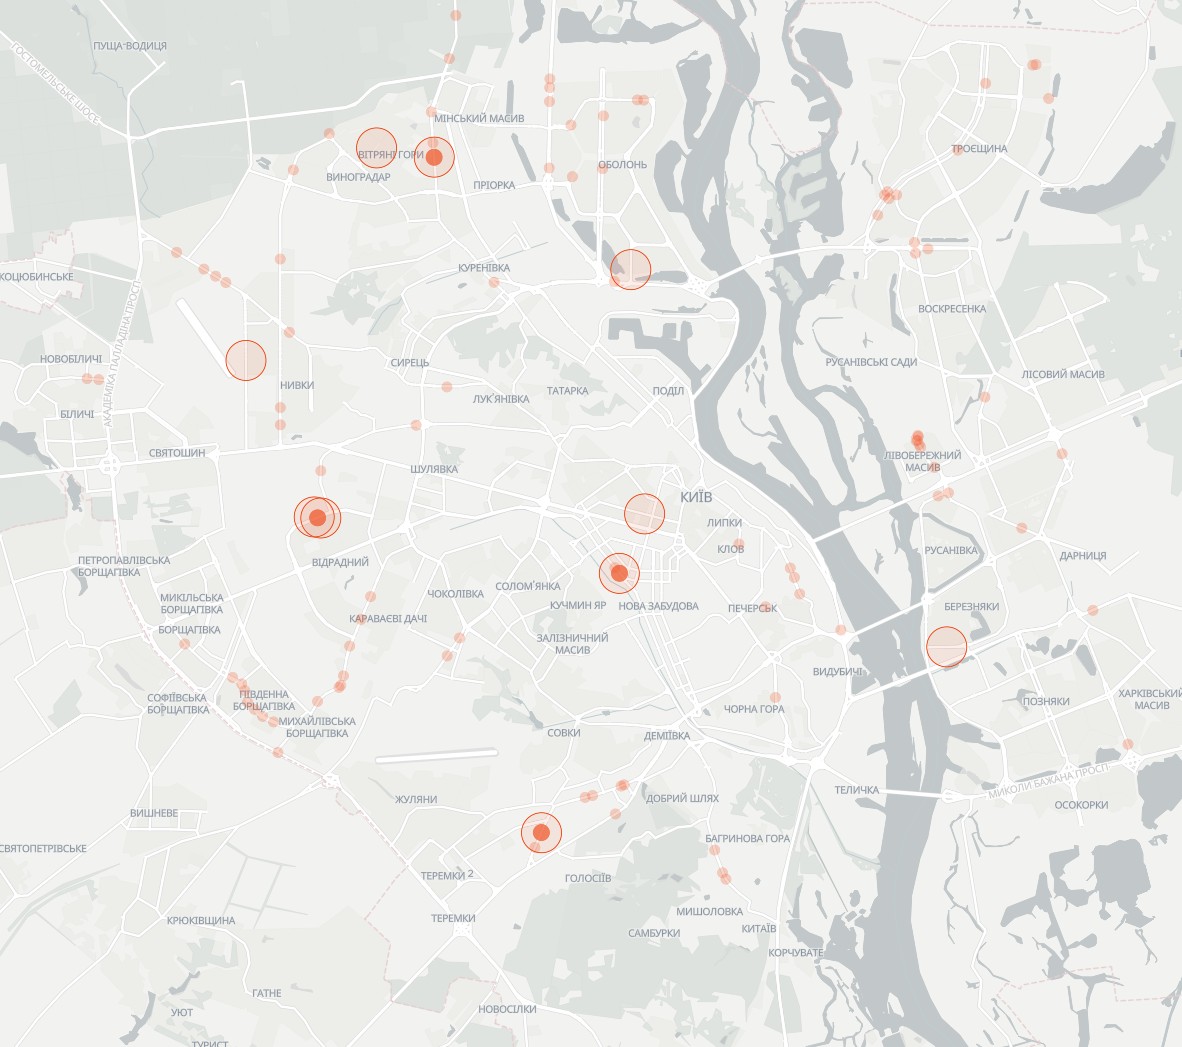 ПУЩА-ВОДИЦЯ
ГОСТОМЕЛЬСЬКЕ ШОСЕ
МІНСЬКИЙ МАСИВ
ВІТРЯНІ ГОРИ
ВИНОГРАДАР
ПРІОРКА
ОБОЛОНЬ
ТРОЄЩИНА
КОЦЮБИНСЬКЕ
КУРЕНІВКА
АКАДЕМІКА ПАЛЛАДІНА ПРОСП
ВОСКРЕСЕНКА
НОВОБІЛИЧІ
НИВКИ
СИРЕЦЬ
РУСАНІВСЬКІ САДИ
ЛІСОВИЙ МАСИВ
ЛУК'ЯНІВКА
ТАТАРКА
ПОДІЛ
БІЛИЧІ
СВЯТОШИН
ШУЛЯВКА
ЛІВОБЕРЕЖНИЙ
МАСИВ
КИЇВ
ЛИПКИ
КЛОВ
РУСАНІВКА
ДАРНИЦЯ
ПЕТРОПАВЛІВСЬКА
БОРЩАГІВКА
ВІДРАДНИЙ
СОЛОМ'ЯНКА
ЧОКОЛІВКА
МИКІЛЬСЬКА
БОРЩАГІВКА
КУЧМИН ЯР
НОВА ЗАБУДОВА
ПЕЧЕРСЬК
БЕРЕЗНЯКИ
КАРАВАЄВІ ДАЧІ
БОРЩАГІВКА
ЗАЛІЗНИЧНИЙ
МАСИВ
ВИДУБИЧІ
СОФІЇВСЬКА
БОРЩАГІВКА
ПІВДЕННА
БОРЩАГІВКА
ЧОРНА ГОРА
ПОЗНЯКИ
ХАРКІВСЬКИЙ
МАСИВ
МИХАЙЛІВСЬКА
БОРЩАГІВКА
СОВКИ
ДЕМІЇВКА
МИКОЛИ БАЖАНА ПРОСП
ТЕЛИЧКА
ЖУЛЯНИ
ДОБРИЙ ШЛЯХ
ОСОКОРКИ
ВИШНЕВЕ
БАГРИНОВА ГОРА
СВЯТОПЕТРІВСЬКЕ
ТЕРЕМКИ 2
ГОЛОСІЇВ
КРЮКІВЩИНА
ТЕРЕМКИ
МИШОЛОВКА
САМБУРКИ
КИТАЇВ
КОРЧУВАТЕ
ГАТНЕ
УЮТ
НОВОСІЛКИ
ТУРИСТ